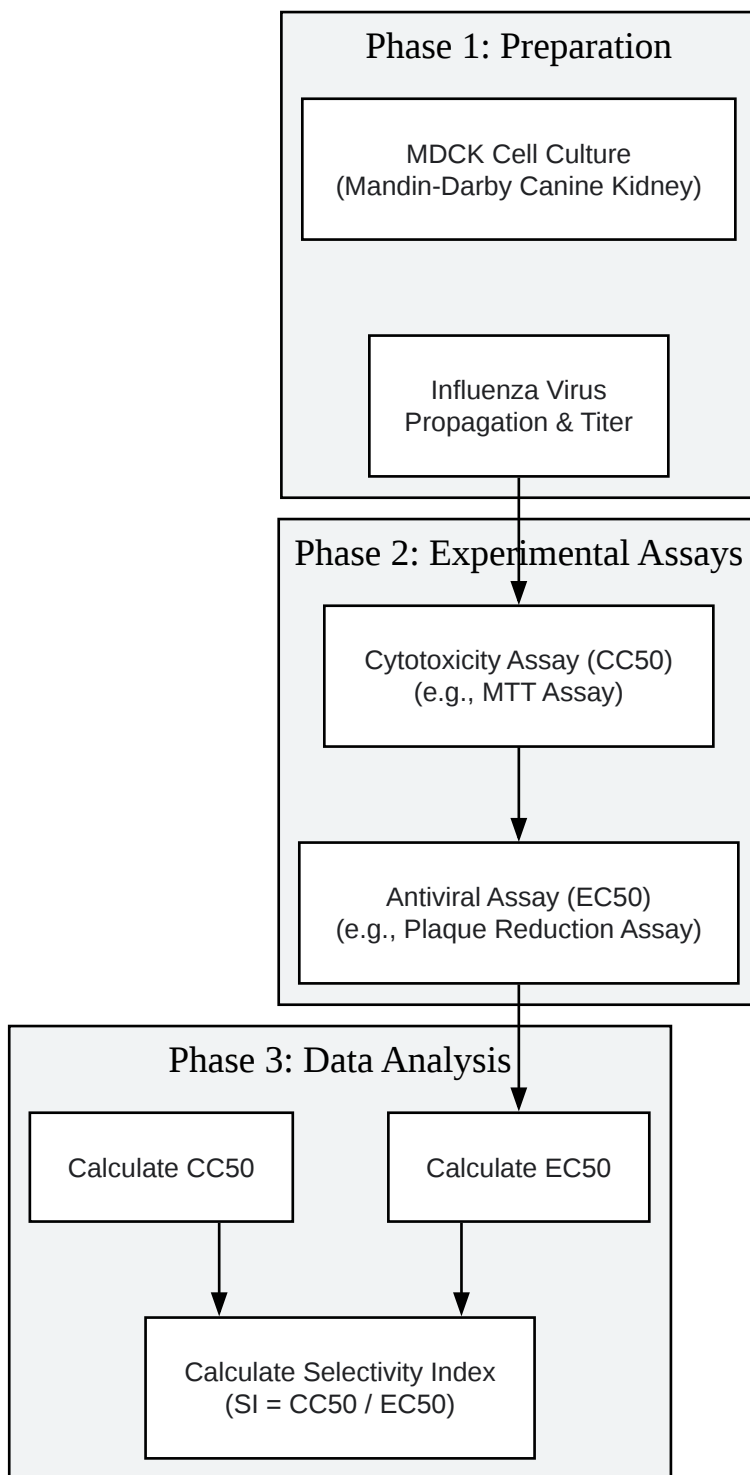 Phase 1: Preparation
MDCK Cell Culture
(Mandin-Darby Canine Kidney)
Influenza Virus
Propagation & Titer
Phase 2: Experimental Assays
Cytotoxicity Assay (CC50)
(e.g., MTT Assay)
Antiviral Assay (EC50)
(e.g., Plaque Reduction Assay)
Phase 3: Data Analysis
Calculate CC50
Calculate EC50
Calculate Selectivity Index
(SI = CC50 / EC50)